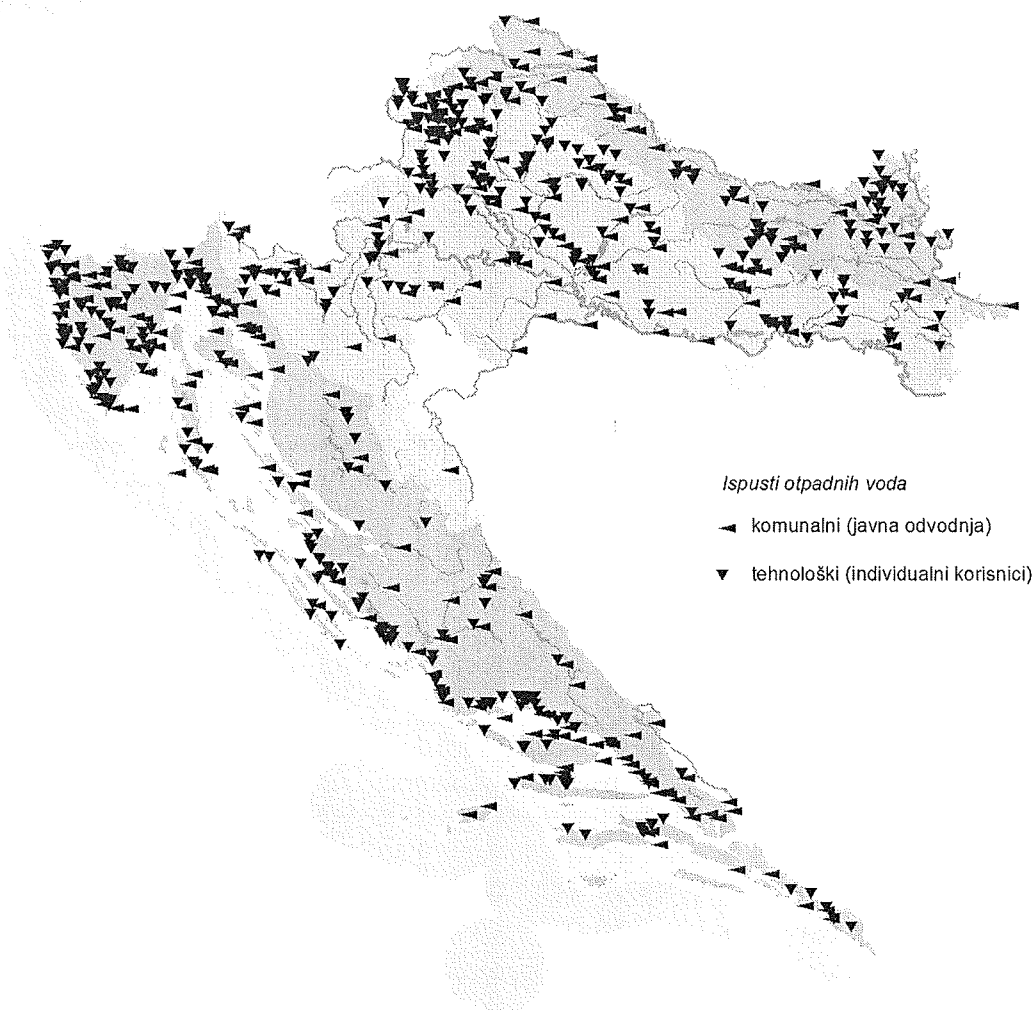 Ispusti otpadnih voda
komunalni (javna odvodnja)
tehnološki (individualni korisnici)